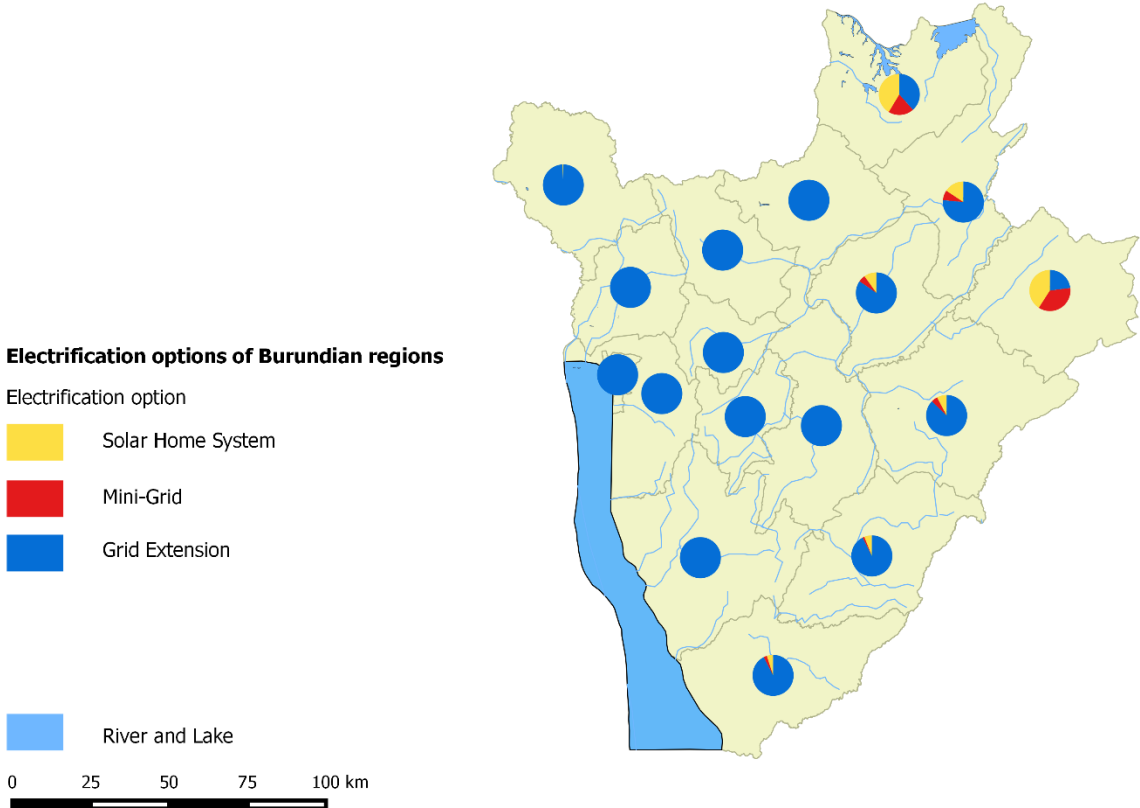 Electrification options of Burundian regions
Electrification option
Solar Home System
Mini-Grid
Grid Extension
River and Lake
0 25 50 75 100 km